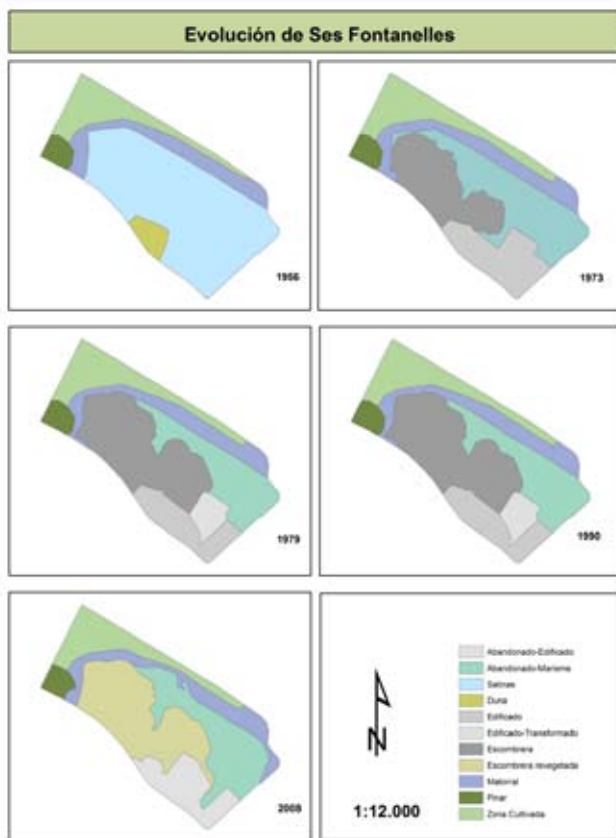 Evolución de Ses Fontanelles
1956
1973
1979
1990
2008
Abandonado-Edificado
Abandonado-Marisma
Salinas
Duna
Edificado
Edificado-Transformado
Escombrera
Escombrera revegetada
Matorral
Pinar
Zona Cultivada
N
1:12.000